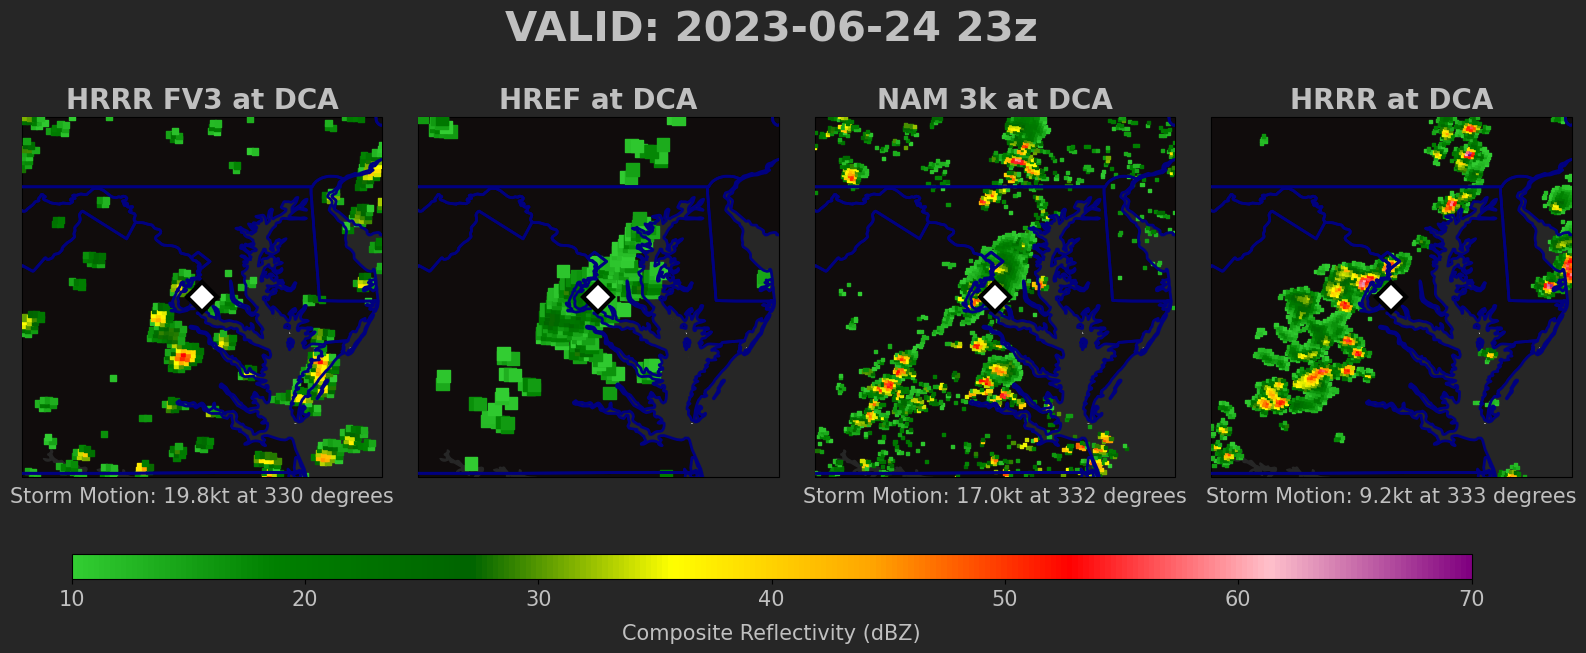 VALID: 2023-06-24 23z
HRRR FV3 at DCA
HREF at DCA
NAM 3k at DCA
HRRR at DCA
Storm Motion: 19.8kt at 330 degrees
Storm Motion: 17.0kt at 332 degrees
Storm Motion: 9.2kt at 333 degrees
10 20 30 40 50 60 70
Composite Reflectivity (dBZ)